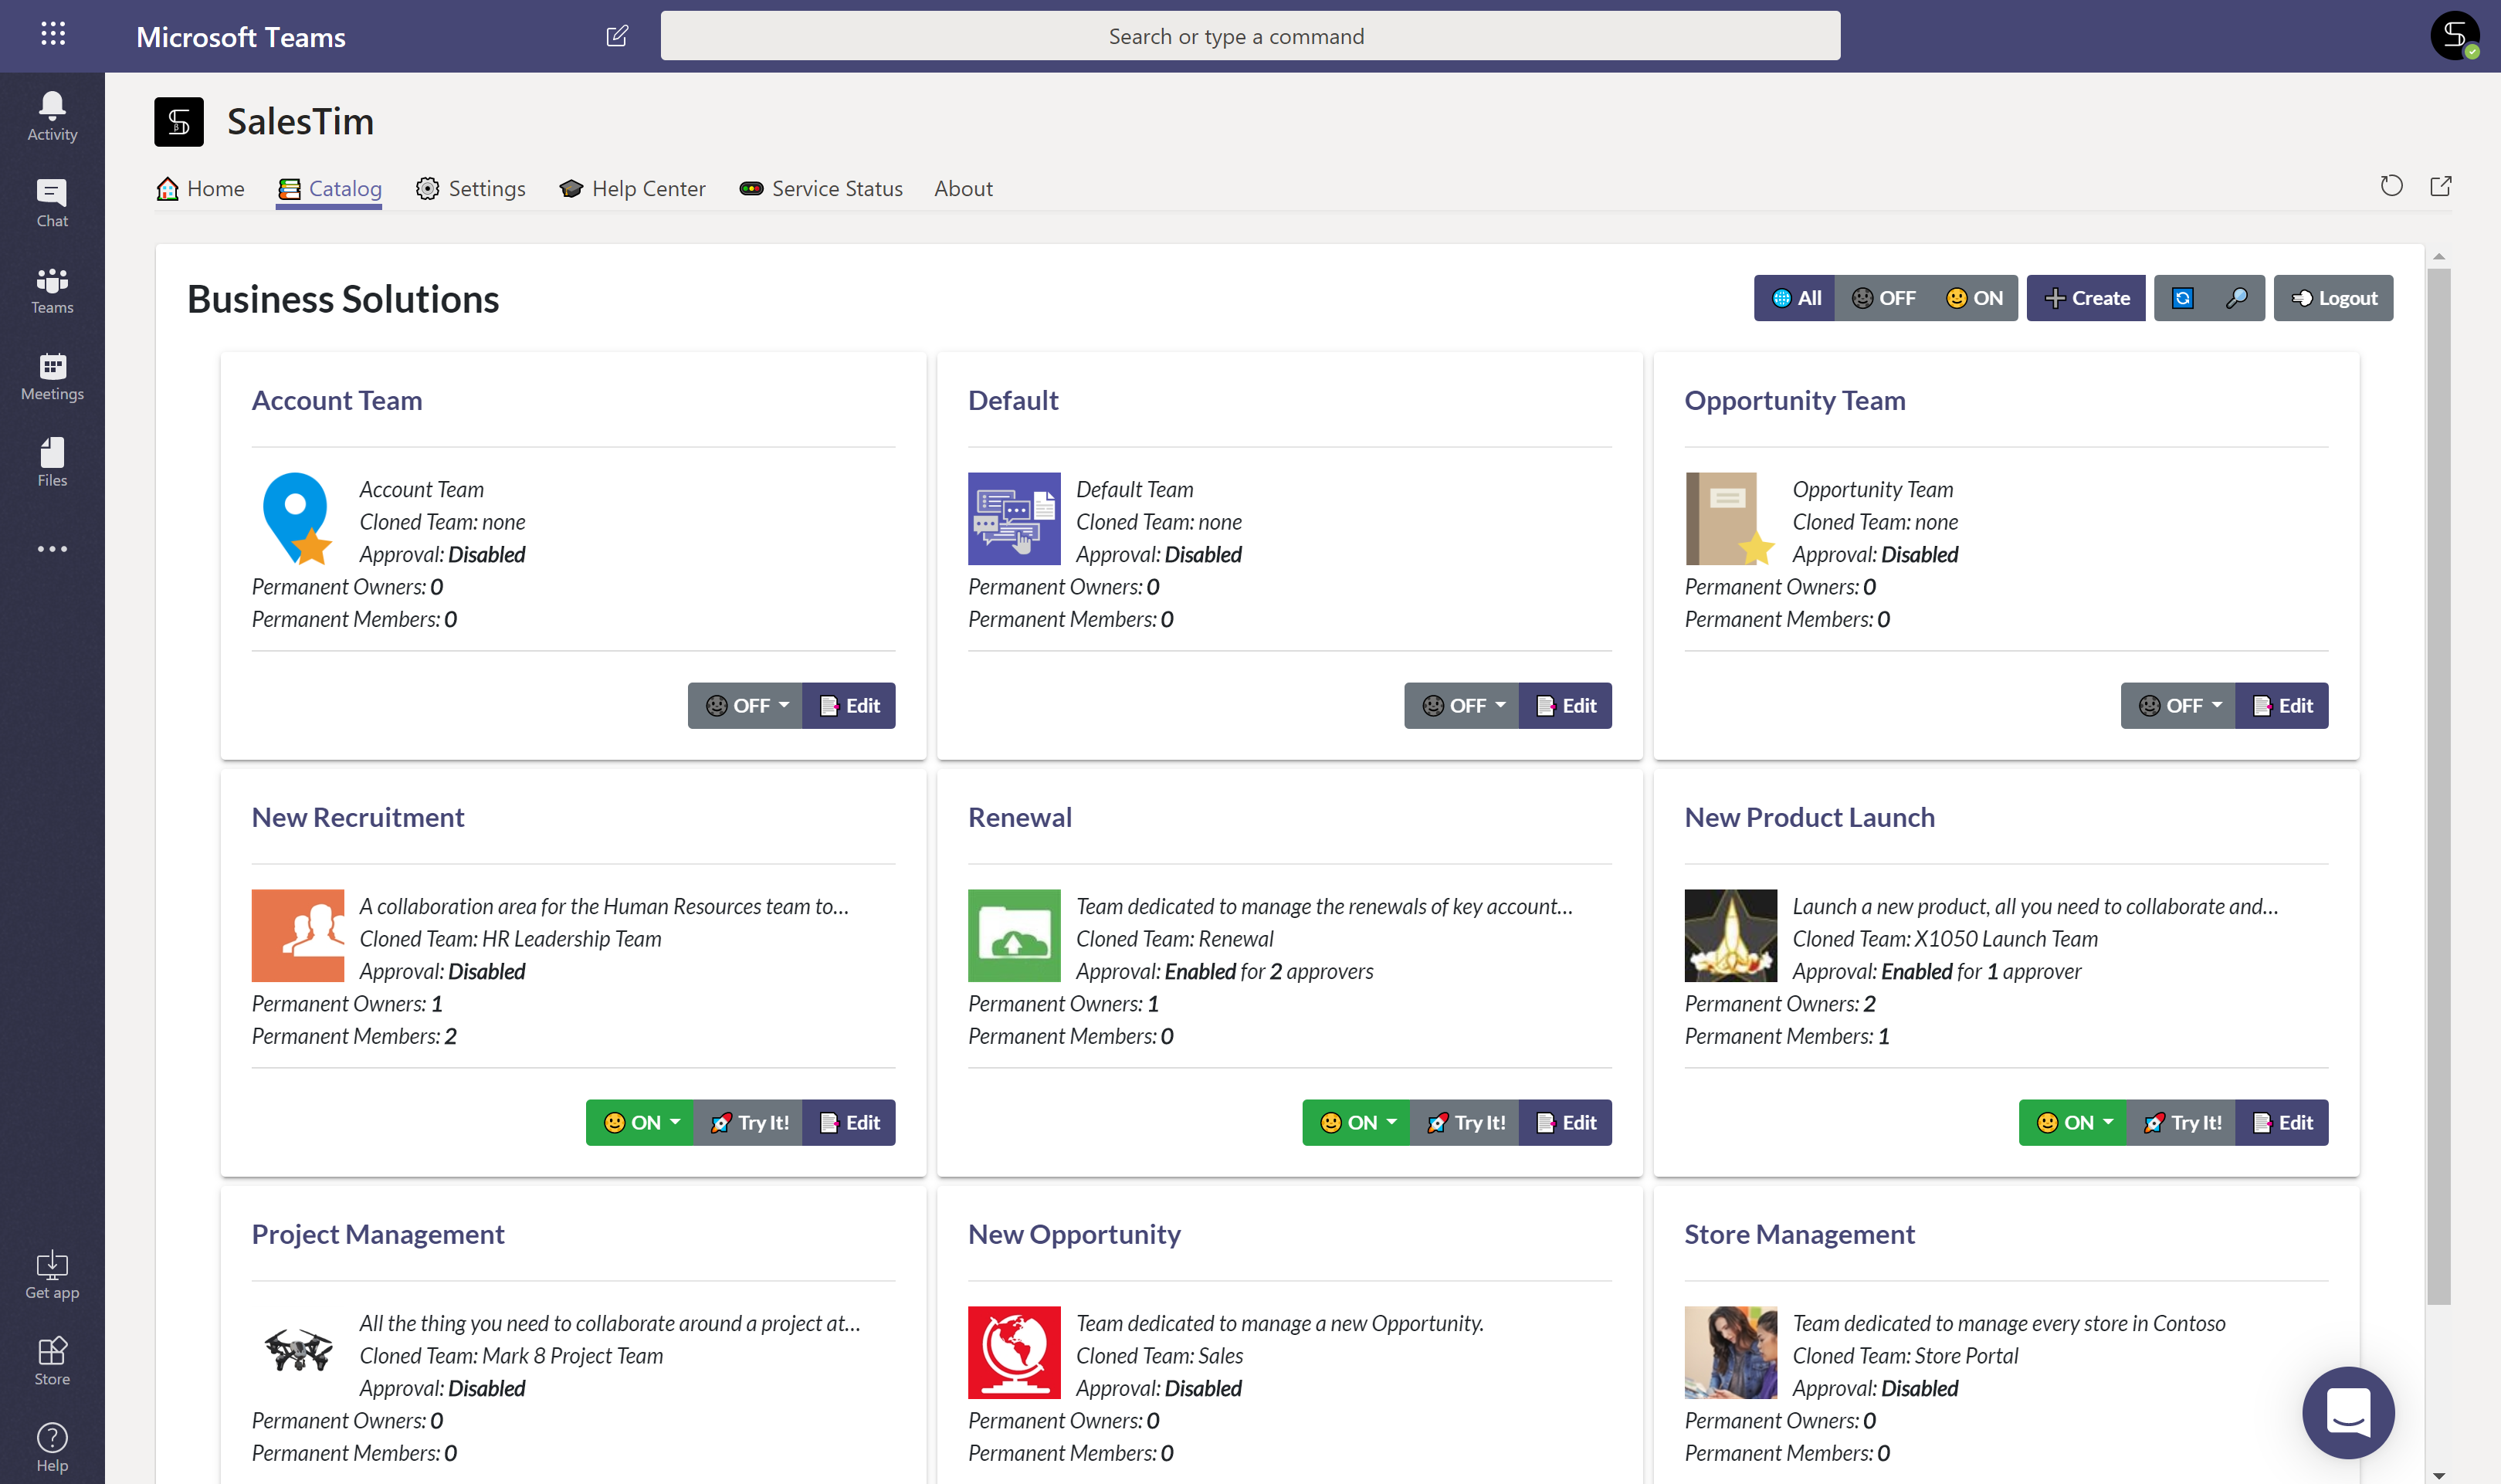 Microsoft Teams
Search or type a command
Activity
Chat
Teams
Meetings
Files
Get app
Store
Help
SalesTim
Home Catalog Settings Help Center Service Status About
Business Solutions
All OFF ON Create Logout
Account Team
Account Team
Cloned Team: none
Approval: Disabled
Permanent Owners: 0
Permanent Members: 0
OFF Edit
Default
Default Team
Cloned Team: none
Approval: Disabled
Permanent Owners: 0
Permanent Members: 0
OFF Edit
Opportunity Team
Opportunity Team
Cloned Team: none
Approval: Disabled
Permanent Owners: 0
Permanent Members: 0
OFF Edit
New Recruitment
A collaboration area for the Human Resources team to...
Cloned Team: HR Leadership Team
Approval: Disabled
Permanent Owners: 1
Permanent Members: 2
ON Try It! Edit
Renewal
Team dedicated to manage the renewals of key account...
Cloned Team: Renewal
Approval: Enabled for 2 approvers
Permanent Owners: 1
Permanent Members: 0
ON Try It! Edit
New Product Launch
Launch a new product, all you need to collaborate and...
Cloned Team: X1050 Launch Team
Approval: Enabled for 1 approver
Permanent Owners: 2
Permanent Members: 1
ON Try It! Edit
Project Management
All the thing you need to collaborate around a project at...
Cloned Team: Mark 8 Project Team
Approval: Disabled
Permanent Owners: 0
Permanent Members: 0
New Opportunity
Team dedicated to manage a new Opportunity.
Cloned Team: Sales
Approval: Disabled
Permanent Owners: 0
Permanent Members: 0
Store Management
Team dedicated to manage every store in Contoso
Cloned Team: Store Portal
Approval: Disabled
Permanent Owners: 0
Permanent Members: 0